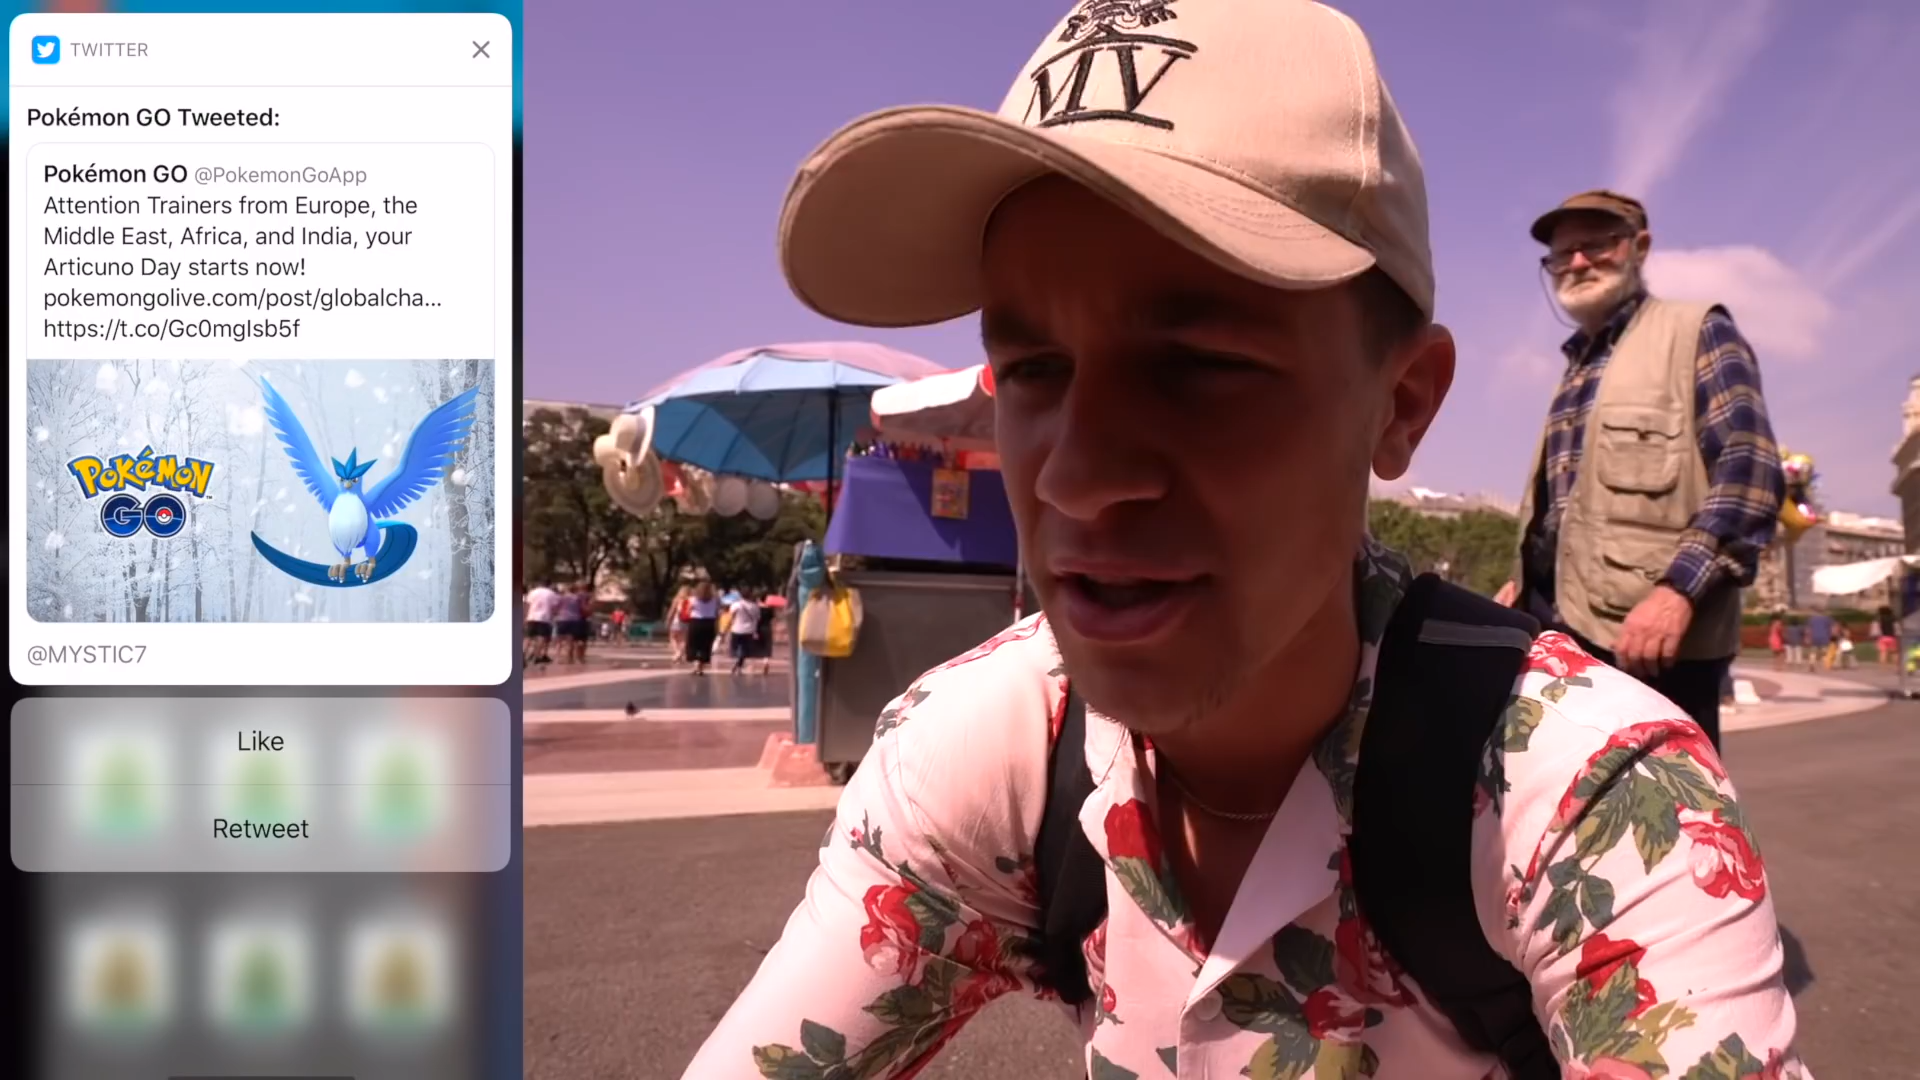 TWITTER
Pokémon GO Tweeted:
Pokémon GO @PokemonGoApp
Attention Trainers from Europe, the
Middle East, Africa, and India, your
Articuno Day starts now!
pokemongolive.com/post/globalcha...
https://t.co/Gc0mgIsb5f
POKéMON
GO
@MYSTIC7
Like
Retweet
MV